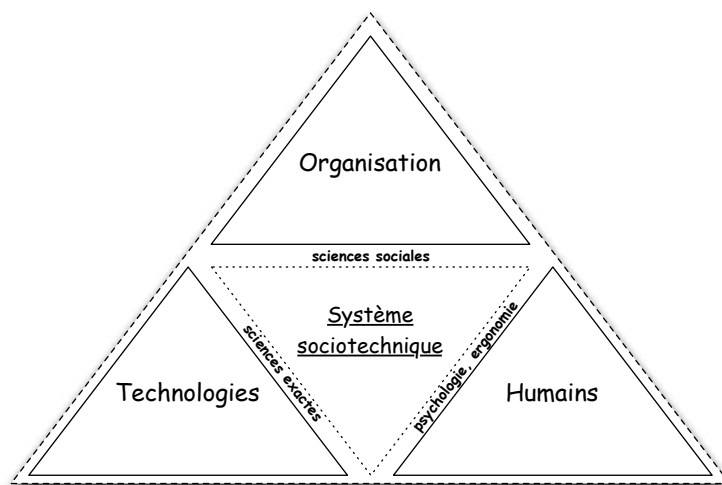 Organisation
sciences sociales
Système
sociotechnique
sciences exactes
psychologie, ergonomie
Technologies
Humains